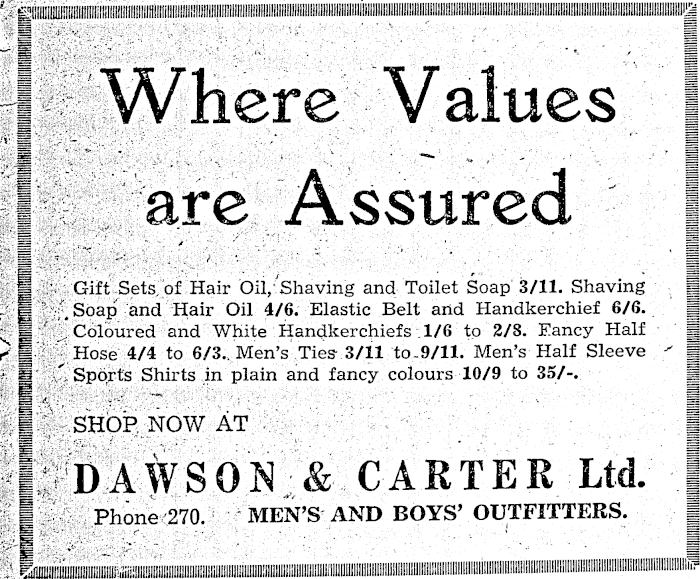 Where Values
are Assured
Gift Sets of Hair Oil, Shaving and Toilet Soap 3/11. Shaving
Soap and Hair Oil 4/6. Elastic Belt and Handkerchief 6/6.
Coloured and White Handkerchiefs 1/6 to 2/8. Fancy Half
Hose 4/4 to 6/3. Men's Ties 3/11 to 9/11. Men's Half Sleeve
Sports Shirts in plain and fancy colours 10/9 to 35/-.
SHOP NOW AT
DAWSON & CARTER Ltd.
Phone 270. MEN'S AND BOYS' OUTFITTERS.